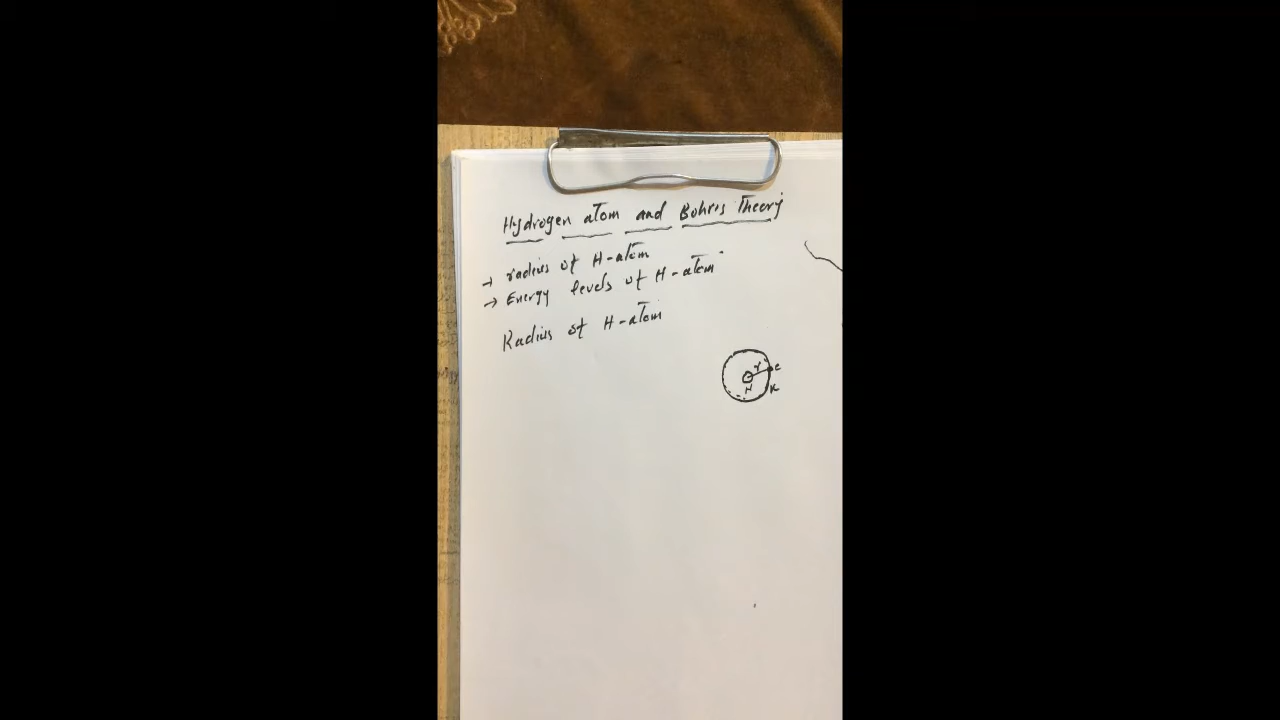 Hydrogen atom and Bohr's Theory
→ radius of H-atom
→ Energy levels of H-atom
Radius of H-atom
r e
N K